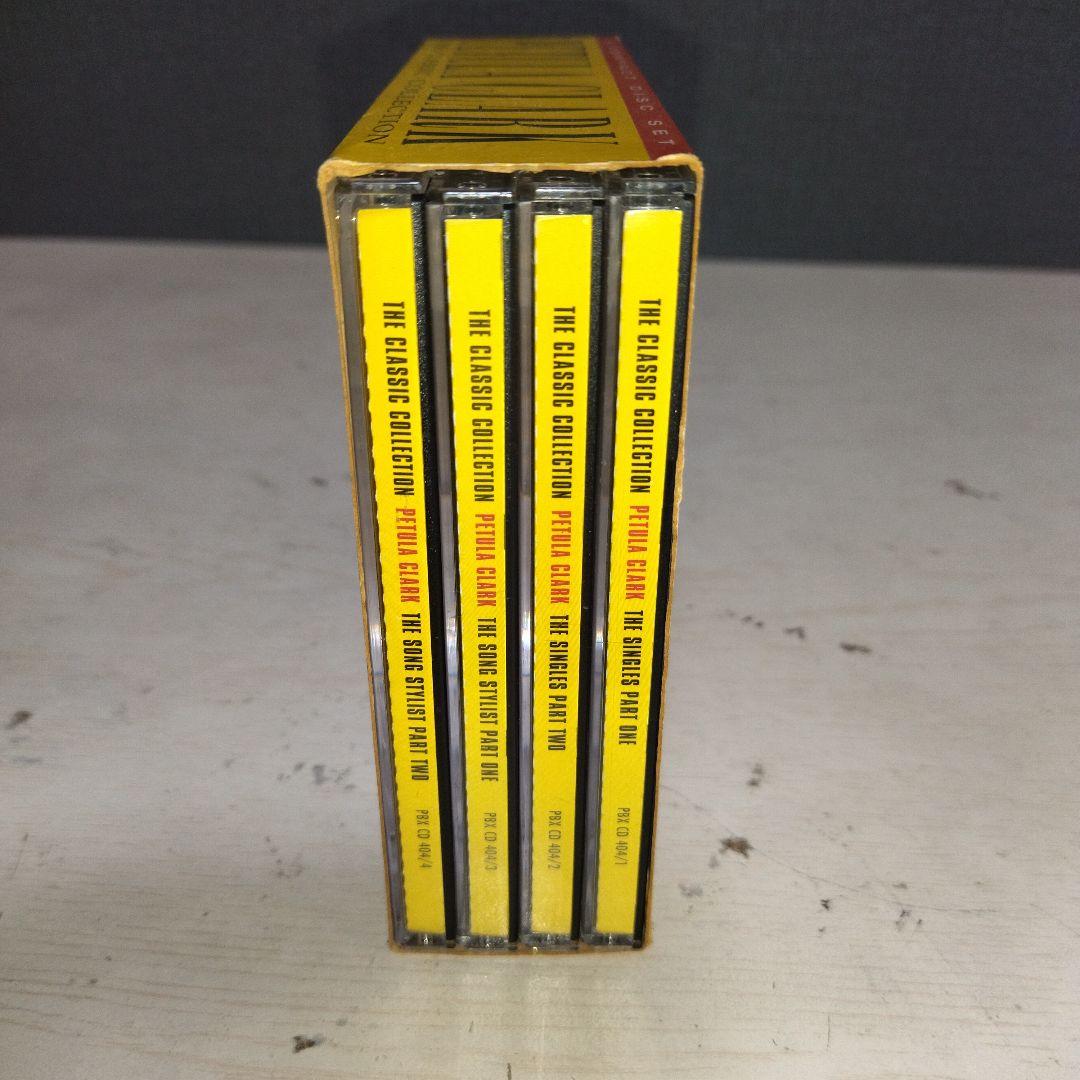 COLLECTION
DISC SET
THE CLASSIC COLLECTION PETULA CLARK THE SONG STYLIST PART TWO PBX CD 404/4
THE CLASSIC COLLECTION PETULA CLARK THE SONG STYLIST PART ONE PBX CD 404/3
THE CLASSIC COLLECTION PETULA CLARK THE SINGLES PART TWO PBX CD 404/2
THE CLASSIC COLLECTION PETULA CLARK THE SINGLES PART ONE PBX CD 404/1